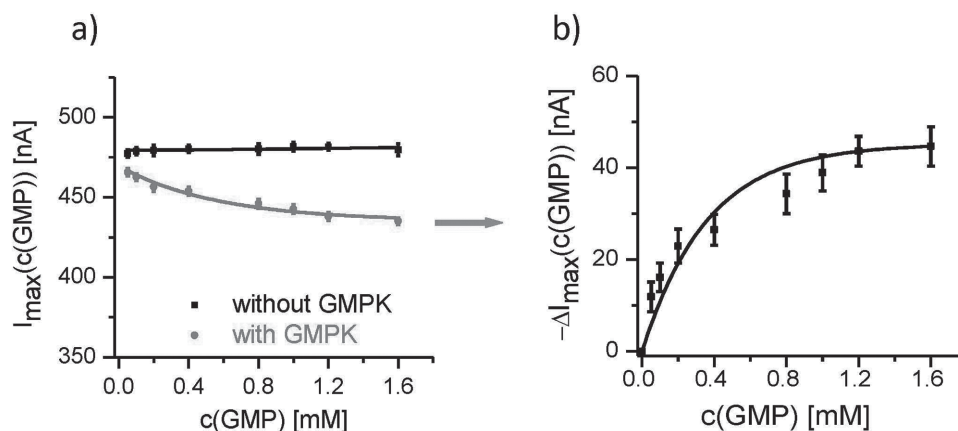 a)
I_max(c(GMP)) [nA]
500
450
400
350
0.0 0.4 0.8 1.2 1.6
c(GMP) [mM]
without GMPK
with GMPK
b)
−ΔI_max(c(GMP)) [nA]
60
40
20
0
0.0 0.4 0.8 1.2 1.6
c(GMP) [mM]